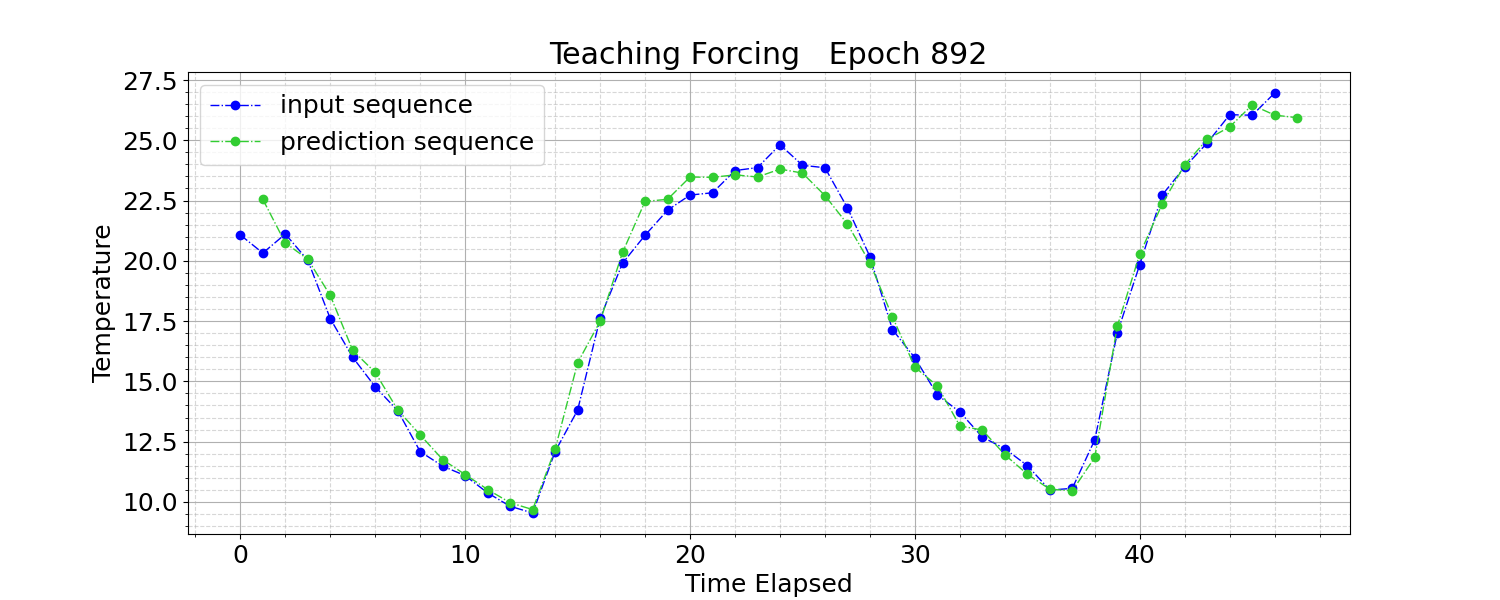 Teaching Forcing   Epoch 892
27.5
25.0
22.5
20.0
17.5
15.0
12.5
10.0
Temperature
input sequence
prediction sequence
0 10 20 30 40
Time Elapsed